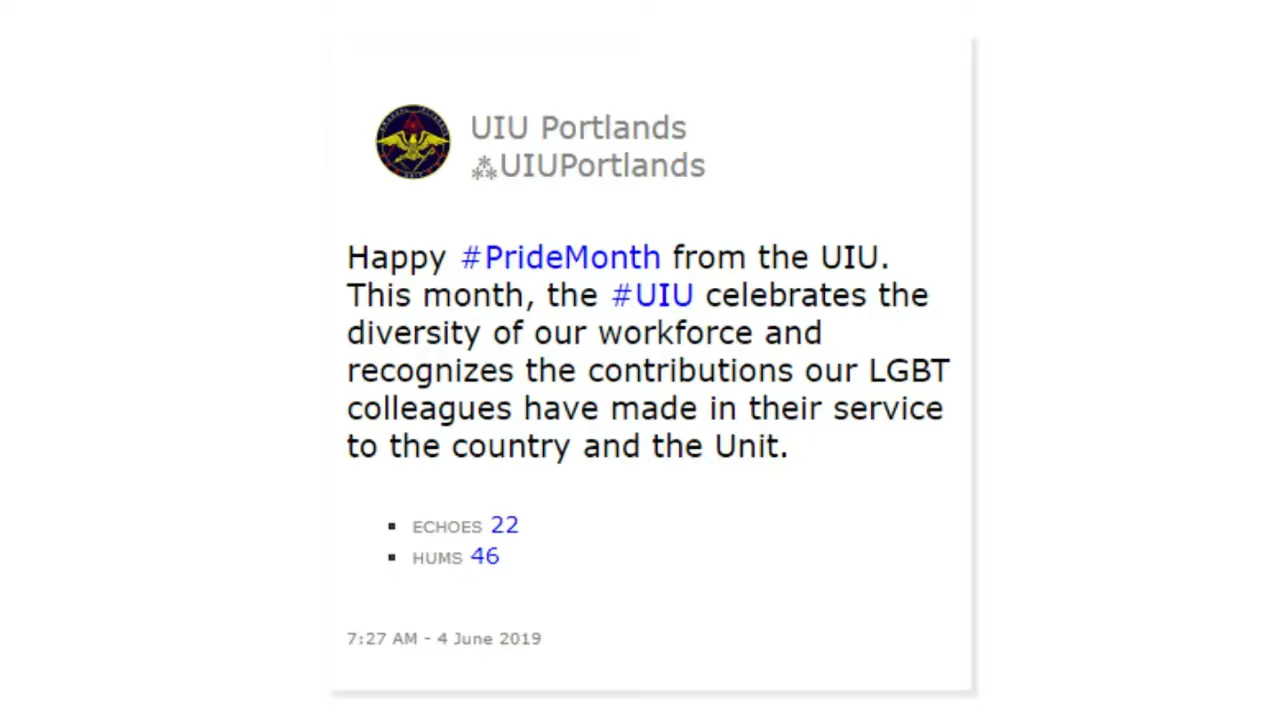 UIU Portlands
⁂UIUPortlands
Happy #PrideMonth from the UIU.
This month, the #UIU celebrates the
diversity of our workforce and
recognizes the contributions our LGBT
colleagues have made in their service
to the country and the Unit.
▪ ECHOES 22
▪ HUMS 46
7:27 AM - 4 June 2019